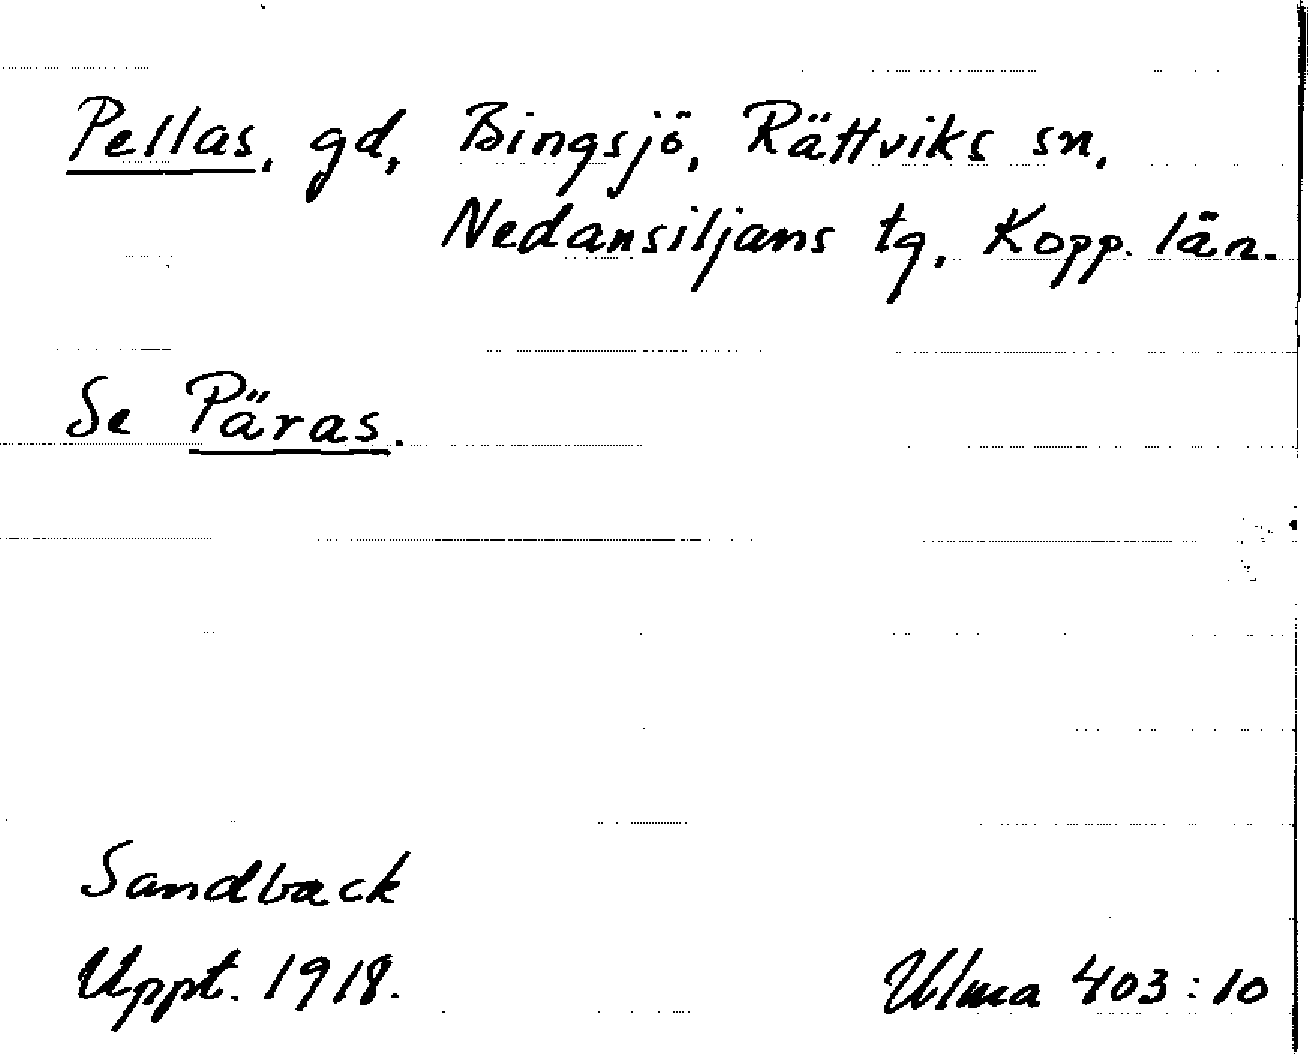 Pellas, gd, Bingsjö, Rättviks sn,
Nedansiljans tg, Kopp. län.
Se Päras.
Sandback
Uppt. 1918.
Ulma 403:10